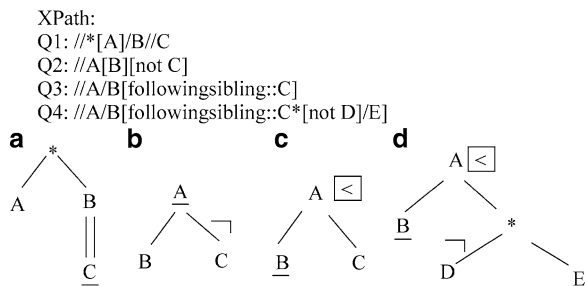 XPath:
Q1: //*[A]/B//C
Q2: //A[B][not C]
Q3: //A/B[followingsibling::C]
Q4: //A/B[followingsibling::C*[not D]/E]
a b c d
* A A < A <
A B B C B C B *
C D E